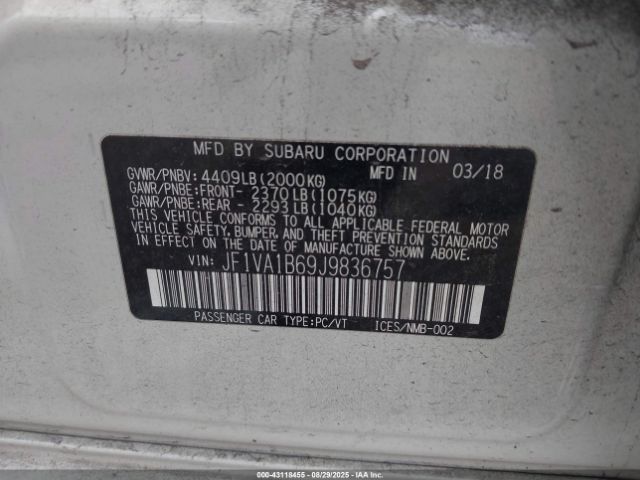 MFD BY SUBARU CORPORATION
GVWR/PNBV: 4409LB(2000KG) MFD IN 03/18
GAWR/PNBE:FRONT- 2370LB(1075KG)
GAWR/PNBE:REAR - 2293LB(1040KG)
THIS VEHICLE CONFORMS TO ALL APPLICABLE FEDERAL MOTOR
VEHICLE SAFETY, BUMPER, AND THEFT PREVENTION STANDARDS
IN EFFECT ON THE DATE OF MANUFACTURE SHOWN ABOVE.
VIN: JF1VA1B69J9836757
PASSENGER CAR TYPE:PC/VT ICES/NMB-002
000-43118455 - 08/29/2025 - IAA Inc.